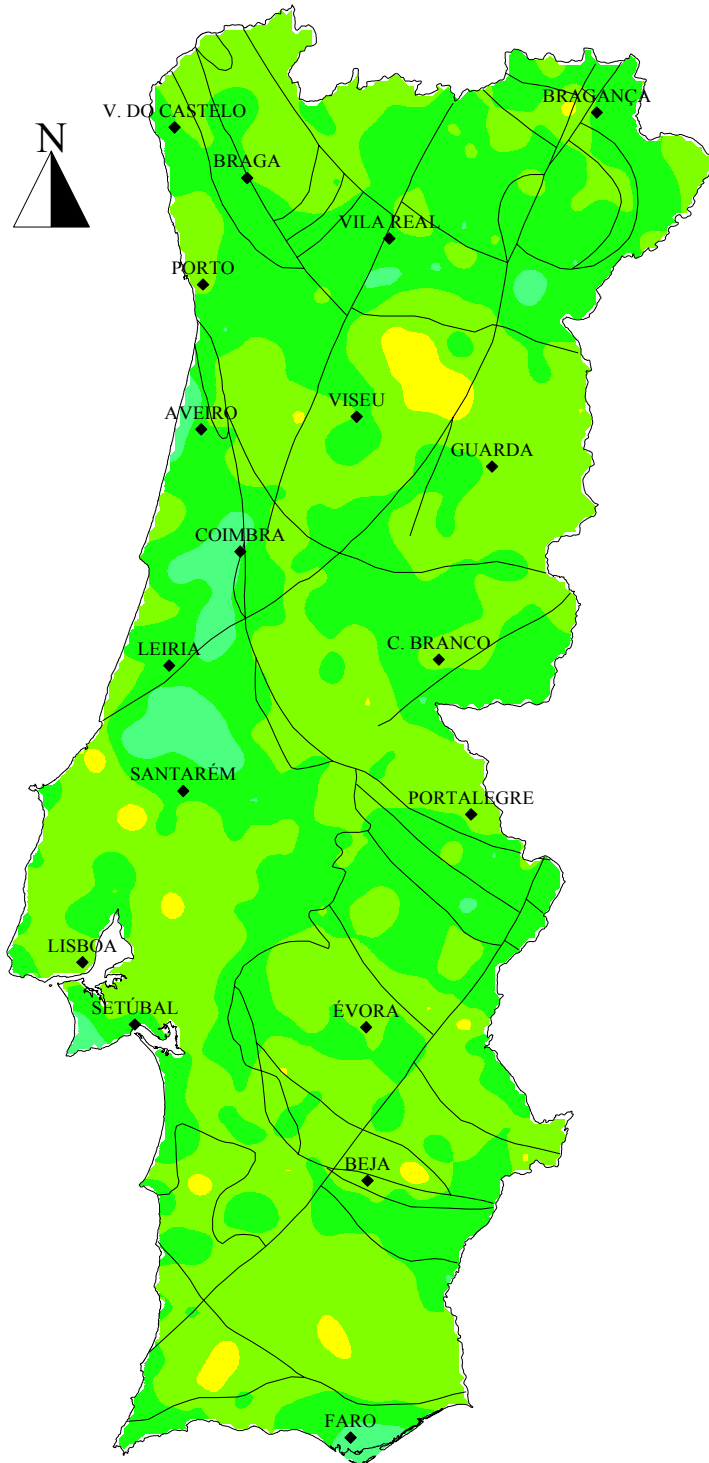 V. DO CASTELO
BRAGANÇA
N
BRAGA
VILA REAL
PORTO
AVEIRO
VISEU
GUARDA
COIMBRA
LEIRIA
C. BRANCO
SANTARÉM
PORTALEGRE
LISBOA
SETÚBAL
ÉVORA
BEJA
FARO